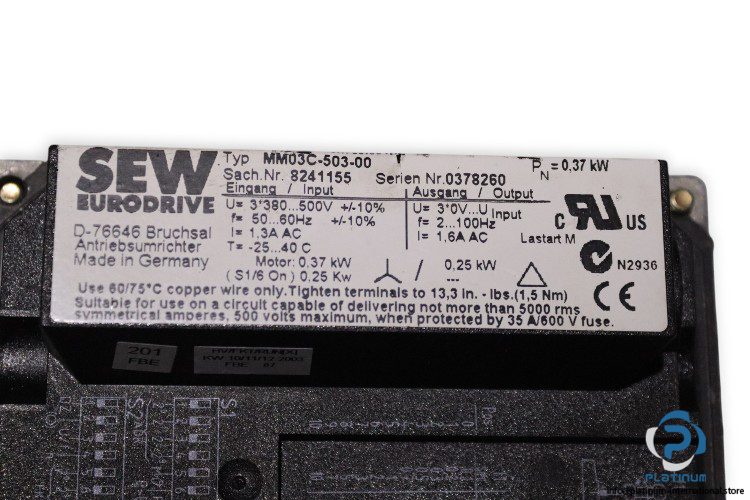 SEW
EURODRIVE
Typ MM03C-503-00
P N = 0,37 kW
Sach.Nr. 8241155 Serien Nr.0378260
Eingang / Input
Ausgang / Output
U= 3*380...500V +/-10%
U= 3*0V...U Input
f= 50...60Hz +/-10%
f= 2...100Hz
I= 1,3A AC
I= 1,6A AC
Lastart M
T= -25...40 C
D-76646 Bruchsal
Antriebsumrichter
Made in Germany
Motor: 0,37 kW
(S1/6 On) 0,25 Kw
/
0,25 kW
---
C RU US
N2936
CE
Use 60/75°C copper wire only.Tighten terminals to 13,3 in. - lbs.(1,5 Nm)
Suitable for use on a circuit capable of delivering not more than 5000 rms
symmetrical amperes, 500 volts maximum, when protected by 35 A/600 V fuse.
201
FBE
S1
S2
PLATINUM